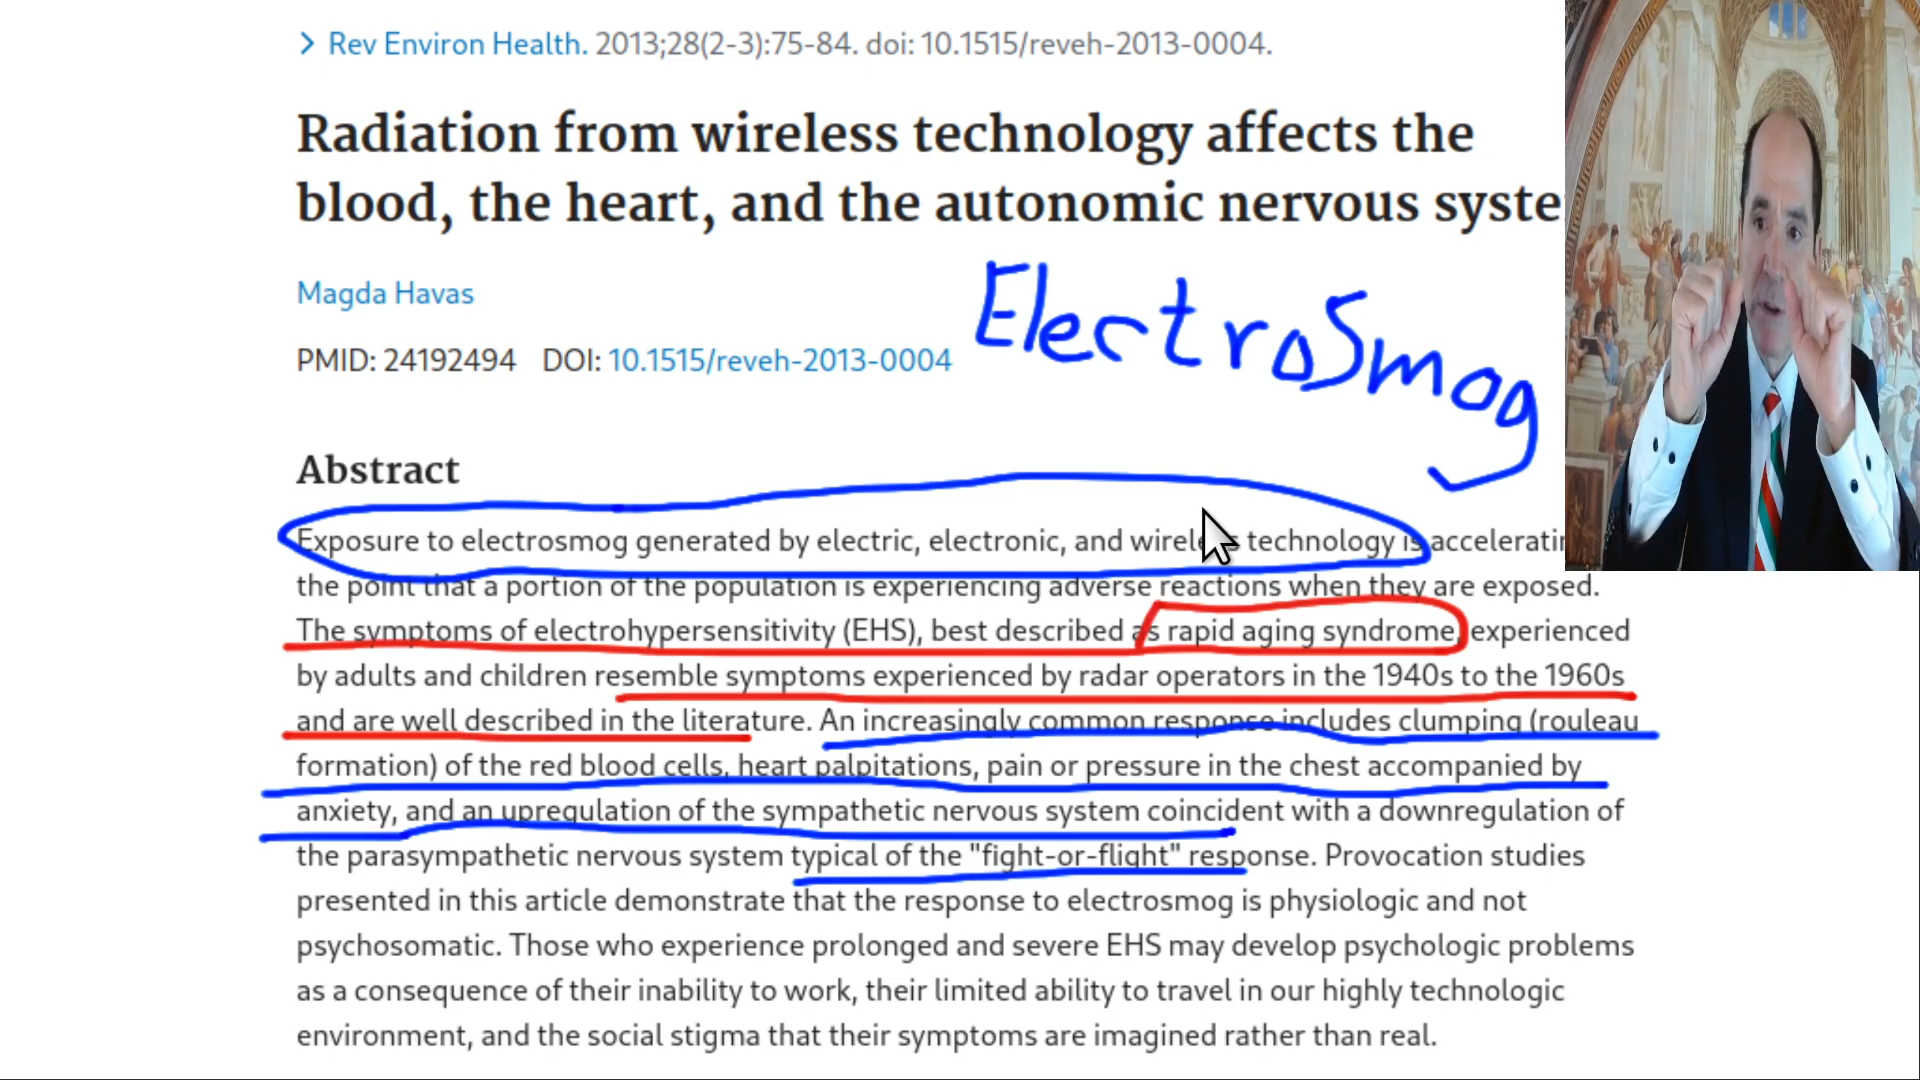 > Rev Environ Health. 2013;28(2-3):75-84. doi: 10.1515/reveh-2013-0004.
Radiation from wireless technology affects the
blood, the heart, and the autonomic nervous syste
Magda Havas
ElectroSmog
PMID: 24192494 DOI: 10.1515/reveh-2013-0004
Abstract
Exposure to electrosmog generated by electric, electronic, and wireless technology is acceleratin
the point that a portion of the population is experiencing adverse reactions when they are exposed.
The symptoms of electrohypersensitivity (EHS), best described as rapid aging syndrome, experienced
by adults and children resemble symptoms experienced by radar operators in the 1940s to the 1960s
and are well described in the literature. An increasingly common response includes clumping (rouleau
formation) of the red blood cells, heart palpitations, pain or pressure in the chest accompanied by
anxiety, and an upregulation of the sympathetic nervous system coincident with a downregulation of
the parasympathetic nervous system typical of the "fight-or-flight" response. Provocation studies
presented in this article demonstrate that the response to electrosmog is physiologic and not
psychosomatic. Those who experience prolonged and severe EHS may develop psychologic problems
as a consequence of their inability to work, their limited ability to travel in our highly technologic
environment, and the social stigma that their symptoms are imagined rather than real.